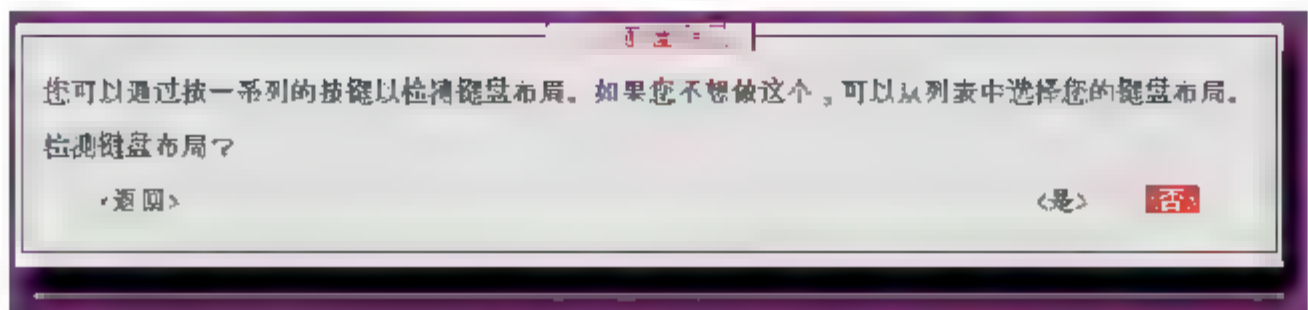 您可以通过按一系列的按键以检测键盘布局。如果您不想做这个，可以从列表中选择您的键盘布局。
检测键盘布局？
<返回> <是> <否>